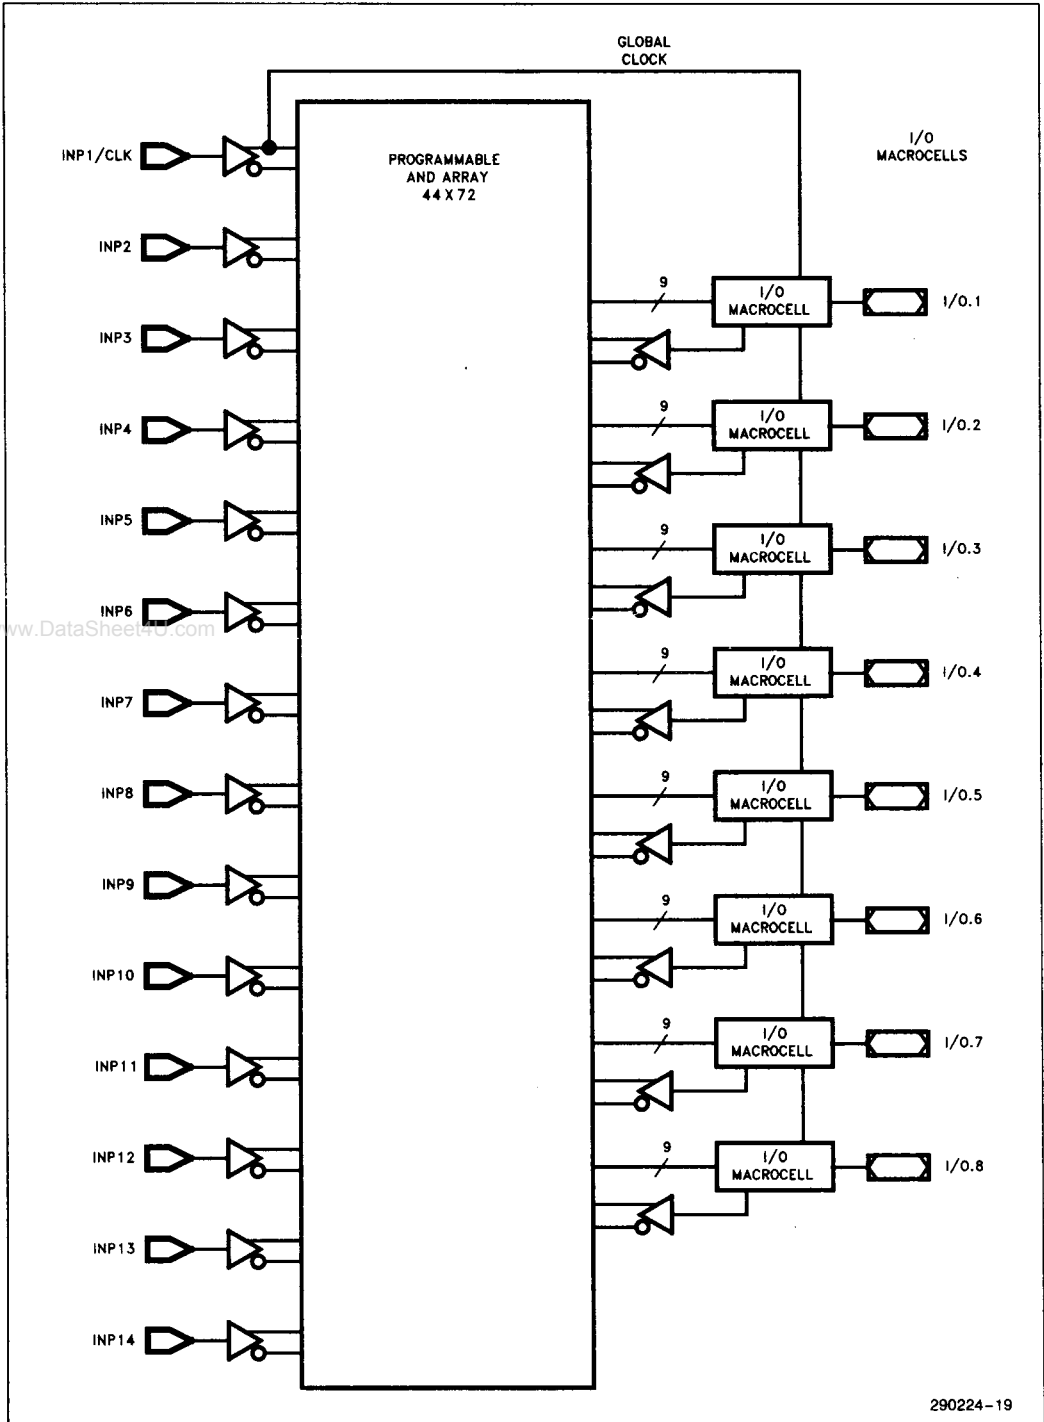 GLOBAL
CLOCK
I/O
MACROCELLS
INP1/CLK
PROGRAMMABLE
AND ARRAY
44X72
INP2
9
I/O
MACROCELL
I/O.1
INP3
INP4
9
I/O
MACROCELL
I/O.2
INP5
9
I/O
MACROCELL
I/O.3
INP6
www.DataSheet4U.com
9
I/O
MACROCELL
I/O.4
INP7
INP8
9
I/O
MACROCELL
I/O.5
INP9
9
I/O
MACROCELL
I/O.6
INP10
9
I/O
MACROCELL
I/O.7
INP11
INP12
9
I/O
MACROCELL
I/O.8
INP13
INP14
290224-19